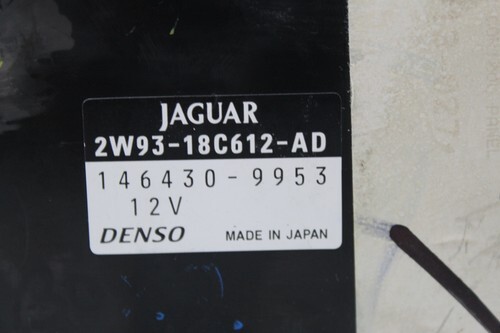 JAGUAR
2W93-18C612-AD
146430-9953
12V
DENSO MADE IN JAPAN